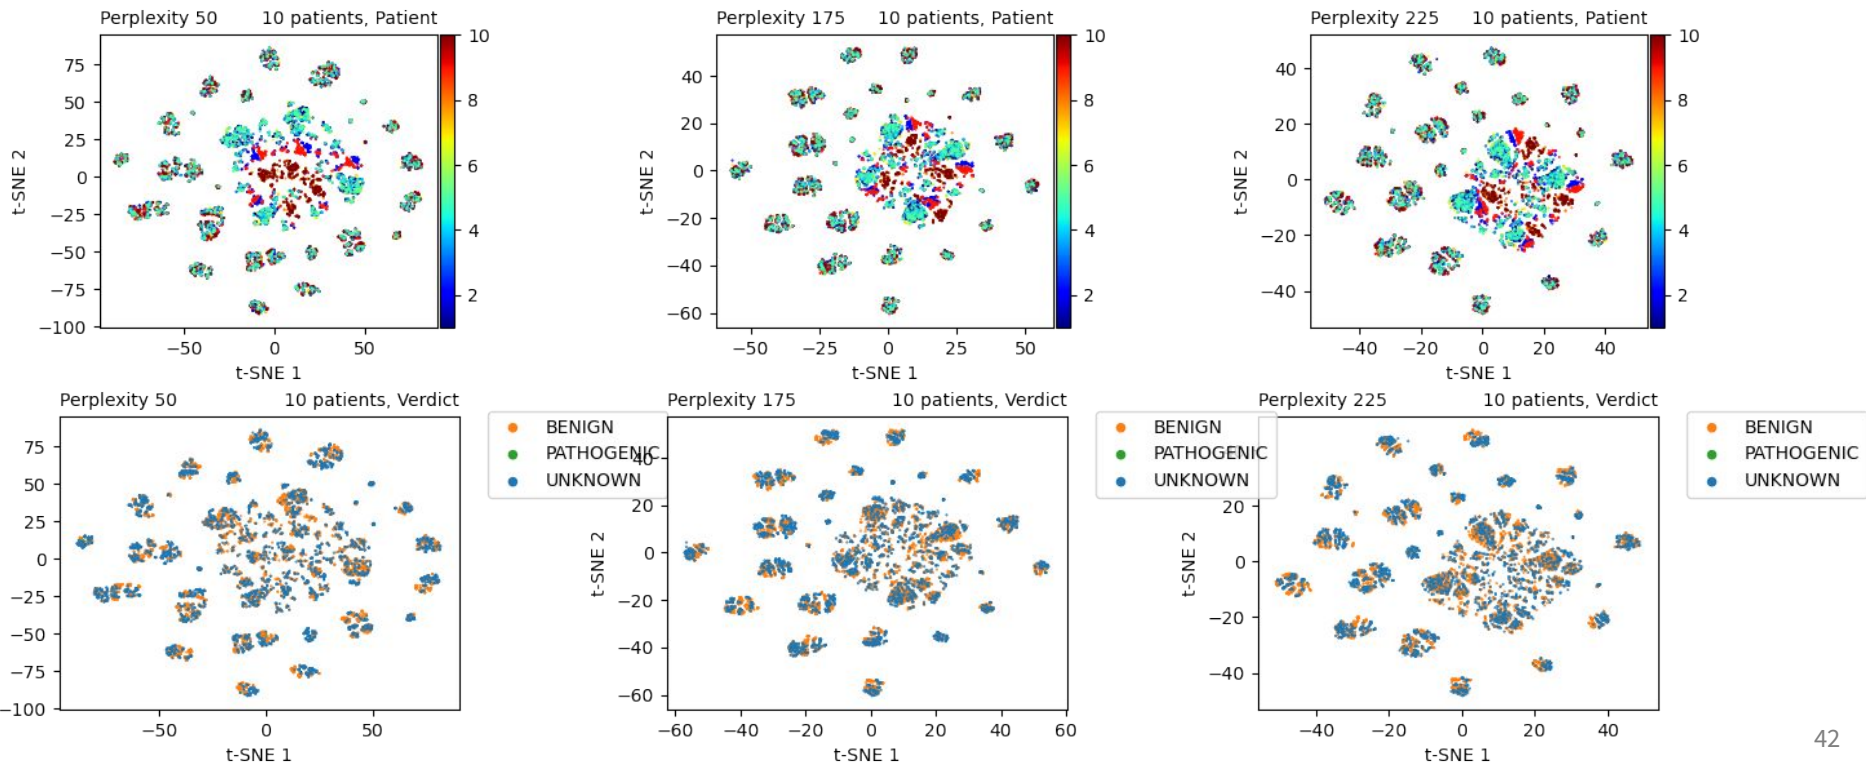 Perplexity 50 10 patients, Patient
75
50
25
0
−25
−50
−75
−100
t-SNE 2
−50 0 50
t-SNE 1
10
8
6
4
2
Perplexity 175 10 patients, Patient
40
20
0
−20
−40
−60
t-SNE 2
−50 −25 0 25 50
t-SNE 1
10
8
6
4
2
Perplexity 225 10 patients, Patient
40
20
0
−20
−40
t-SNE 2
−40 −20 0 20 40
t-SNE 1
10
8
6
4
2
Perplexity 50 10 patients, Verdict
75
50
25
0
−25
−50
−75
−100
−50 0 50
t-SNE 1
BENIGN
PATHOGENIC
UNKNOWN
Perplexity 175 10 patients, Verdict
40
20
0
−20
−40
−60
t-SNE 2
−60 −40 −20 0 20 40 60
t-SNE 1
BENIGN
PATHOGENIC
UNKNOWN
Perplexity 225 10 patients, Verdict
20
0
−20
−40
t-SNE 2
−40 −20 0 20 40
t-SNE 1
BENIGN
PATHOGENIC
UNKNOWN
42